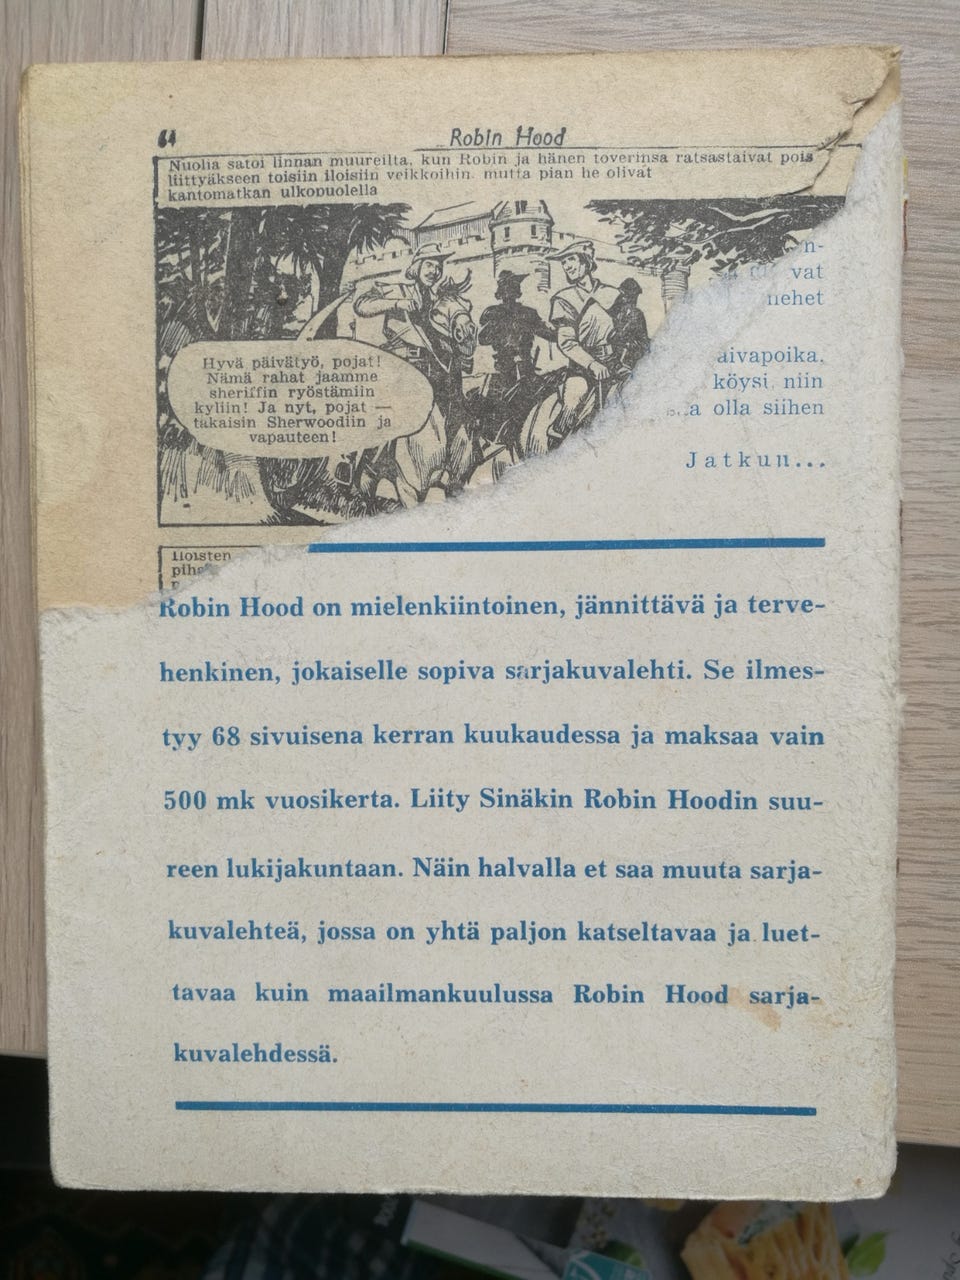 64
Robin Hood
Nuolia satoi linnan muureilta, kun Robin ja hänen toverinsa ratsastaivat pois
liittyäkseen toisiin iloisiin veikkoihin. mutta pian he olivat
kantomatkan ulkopuolella
Hyvä päivätyö, pojat!
Nämä rahat jaamme
sheriffin ryöstämiin
kyliin! Ja nyt, pojat —
takaisin Sherwoodiin ja
vapauteen!
n-
vat
nehet
aivapoika.
köysi, niin
a olla siihen
Jatkuu...
Iloisten
piha
Robin Hood on mielenkiintoinen, jännittävä ja terve-
henkinen, jokaiselle sopiva sarjakuvalehti. Se ilmes-
tyy 68 sivuisena kerran kuukaudessa ja maksaa vain
500 mk vuosikerta. Liity Sinäkin Robin Hoodin suu-
reen lukijakuntaan. Näin halvalla et saa muuta sarja-
kuvalehteä, jossa on yhtä paljon katseltavaa ja luet-
tavaa kuin maailmankuulussa Robin Hood sarja-
kuvalehdessä.